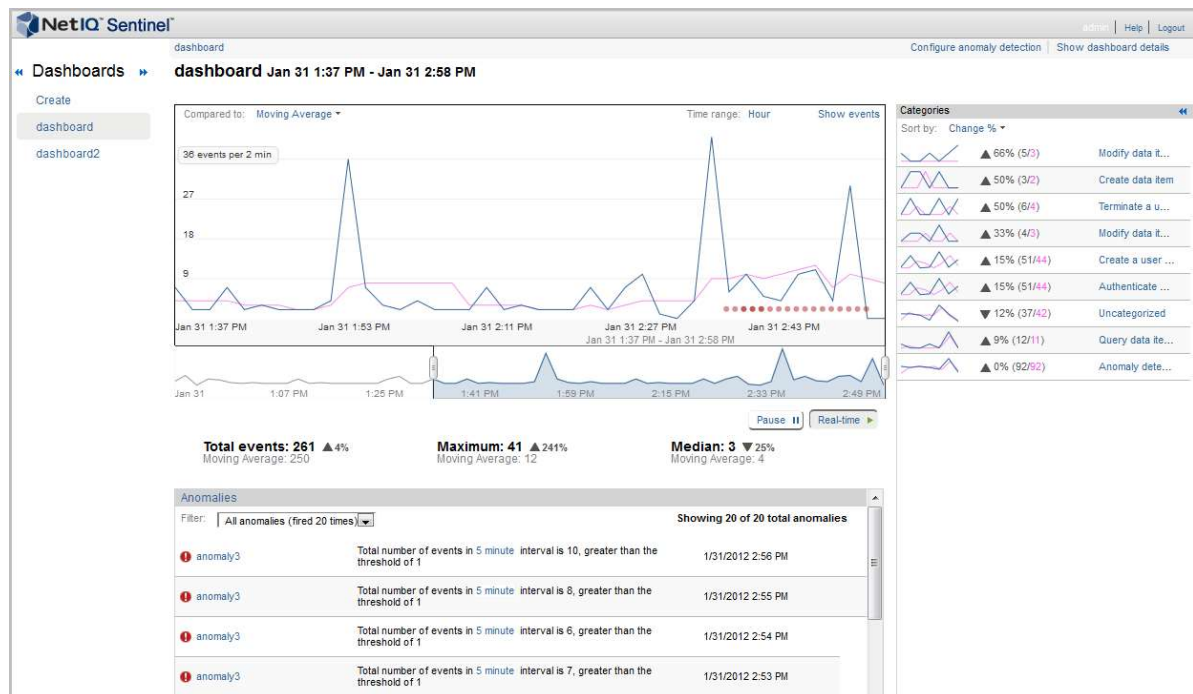 NetIQ Sentinel
admin | Help | Logout
dashboard
Configure anomaly detection | Show dashboard details
Dashboards
Create
dashboard
dashboard2
dashboard Jan 31 1:37 PM - Jan 31 2:58 PM
Compared to: Moving Average
Time range: Hour
Show events
36 events per 2 min
27
18
9
Jan 31 1:37 PM
Jan 31 1:53 PM
Jan 31 2:11 PM
Jan 31 2:27 PM
Jan 31 2:43 PM
Jan 31 1:37 PM - Jan 31 2:58 PM
Jan 31
1:07 PM
1:25 PM
1:41 PM
1:59 PM
2:15 PM
2:33 PM
2:49 PM
Pause
Real-time
Total events: 261 ▲4%
Moving Average: 250
Maximum: 41 ▲241%
Moving Average: 12
Median: 3 ▼25%
Moving Average: 4
Categories
Sort by: Change %
▲ 66% (5/3) Modify data it...
▲ 50% (3/2) Create data item
▲ 50% (6/4) Terminate a u...
▲ 33% (4/3) Modify data it...
▲ 15% (51/44) Create a user ...
▲ 15% (51/44) Authenticate ...
▼ 12% (37/42) Uncategorized
▲ 9% (12/11) Query data ite...
▲ 0% (92/92) Anomaly dete...
Anomalies
Filter: All anomalies (fired 20 times)
Showing 20 of 20 total anomalies
anomaly3
Total number of events in 5 minute interval is 10, greater than the
threshold of 1
1/31/2012 2:56 PM
anomaly3
Total number of events in 5 minute interval is 8, greater than the
threshold of 1
1/31/2012 2:55 PM
anomaly3
Total number of events in 5 minute interval is 6, greater than the
threshold of 1
1/31/2012 2:54 PM
anomaly3
Total number of events in 5 minute interval is 7, greater than the
threshold of 1
1/31/2012 2:53 PM